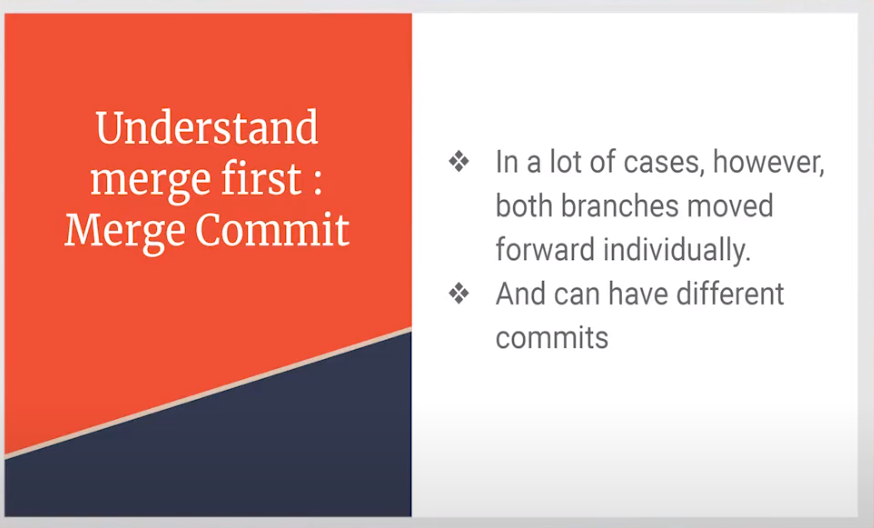 Understand
merge first :
Merge Commit
❖ In a lot of cases, however,
both branches moved
forward individually.
❖ And can have different
commits